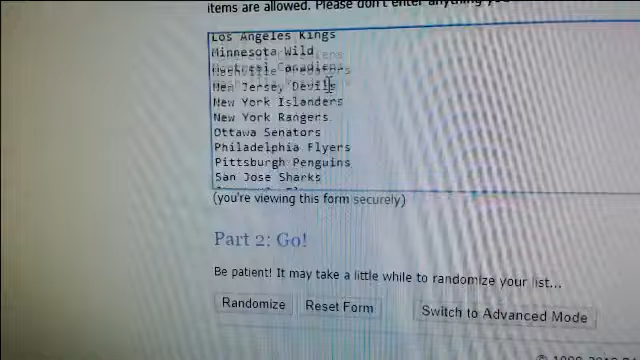 items are allowed. Please don't enter anything
Los Angeles Kings
Minnesota Wild
Montreal Canadiens
Nashville Predators
New Jersey Devils
New York Islanders
New York Rangers
Ottawa Senators
Philadelphia Flyers
Pittsburgh Penguins
San Jose Sharks
(you're viewing this form securely)
Part 2: Go!
Be patient! It may take a little while to randomize your list...
Randomize
Reset Form
Switch to Advanced Mode